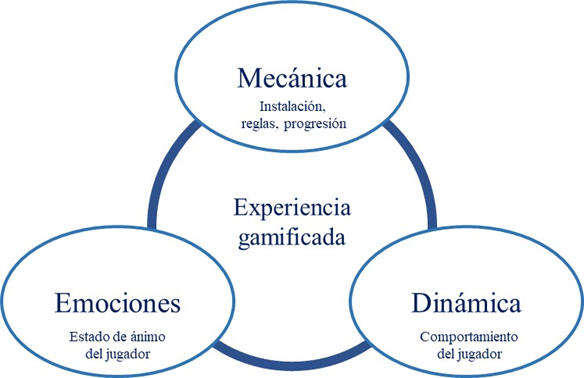 Mecánica
Instalación,
reglas, progresión
Experiencia
gamificada
Emociones
Estado de ánimo
del jugador
Dinámica
Comportamiento
del jugador